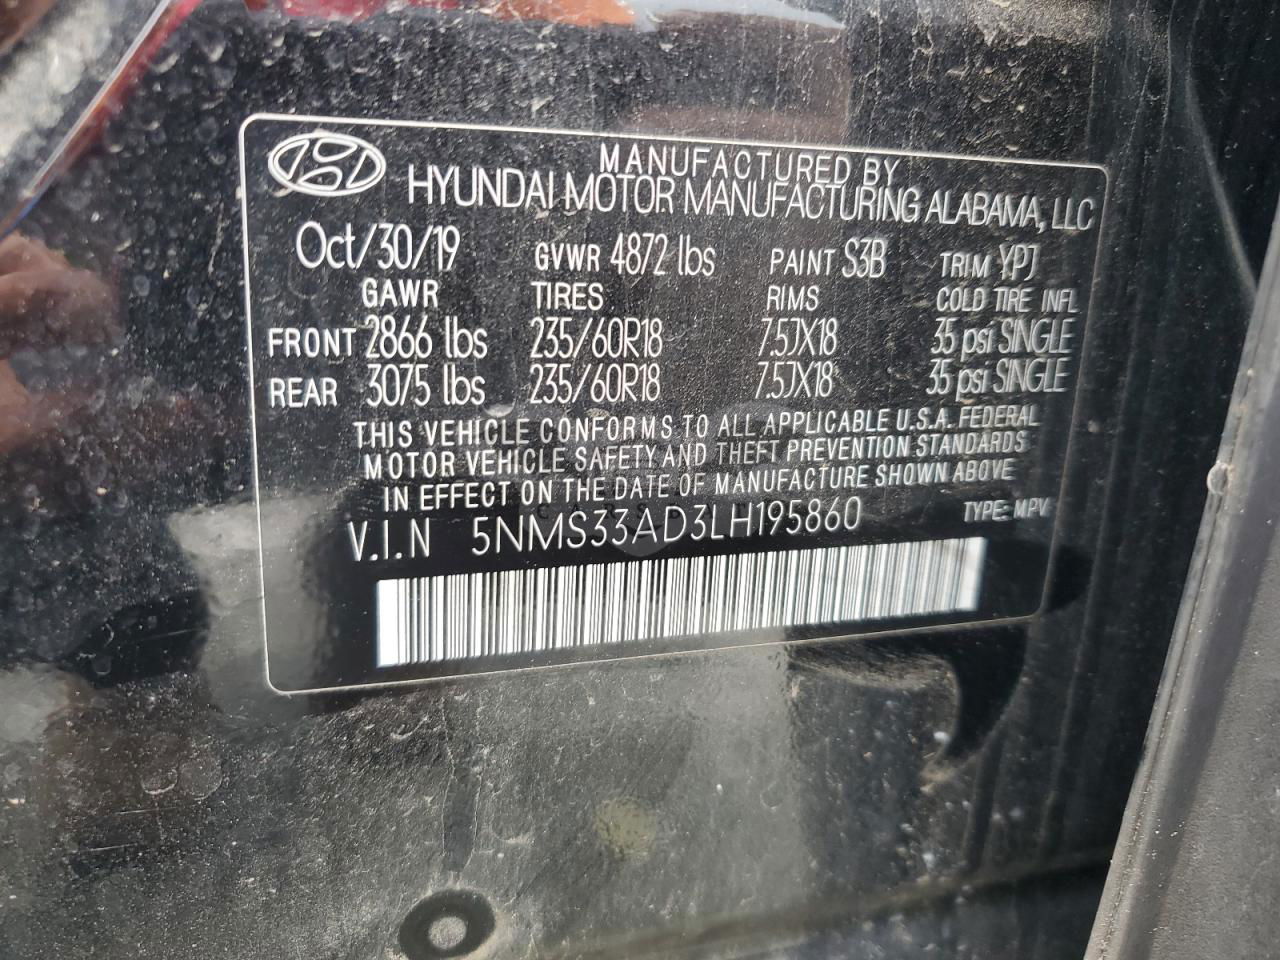 MANUFACTURED BY
HYUNDAI MOTOR MANUFACTURING ALABAMA, LLC
Oct/30/19 GVWR 4872 lbs PAINT S3B TRIM YPJ
GAWR TIRES RIMS COLD TIRE INFL
FRONT 2866 lbs 235/60R18 7.5JX18 35 psi SINGLE
REAR 3075 lbs 235/60R18 7.5JX18 35 psi SINGLE
THIS VEHICLE CONFORMS TO ALL APPLICABLE U.S.A. FEDERAL
MOTOR VEHICLE SAFETY AND THEFT PREVENTION STANDARDS
IN EFFECT ON THE DATE OF MANUFACTURE SHOWN ABOVE
V.I.N 5NMS33AD3LH195860 TYPE: MPV